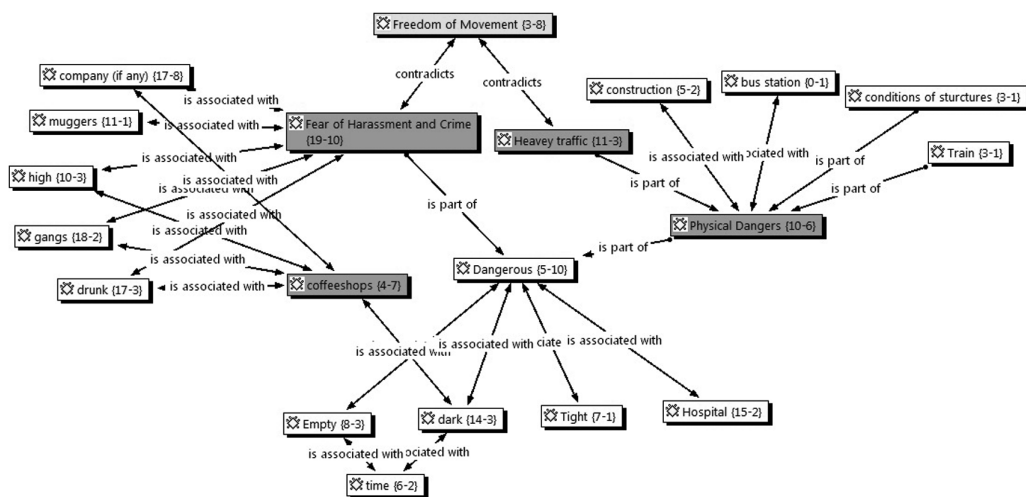 Freedom of Movement {3-8}
contradicts
contradicts
company (if any) {17-8}
is associated with
muggers {11-1}
is associated with
Fear of Harassment and Crime
{19-10}
Heavey traffic {11-3}
construction {5-2}
bus station {0-1}
conditions of sturctures {3-1}
Train {3-1}
is associated with
high {10-3}
is associated with
is associated with
is associated with
is associated with
with
is part of
is part of
is part of
is part of
gangs {18-2}
is associated with
Physical Dangers {10-6}
is part of
drunk {17-3}
is associated with
coffeeshops {4-7}
Dangerous {5-10}
is associated with
is associated with
is associated with
Empty {8-3}
dark {14-3}
Tight {7-1}
Hospital {15-2}
is associated with
with
time {6-2}